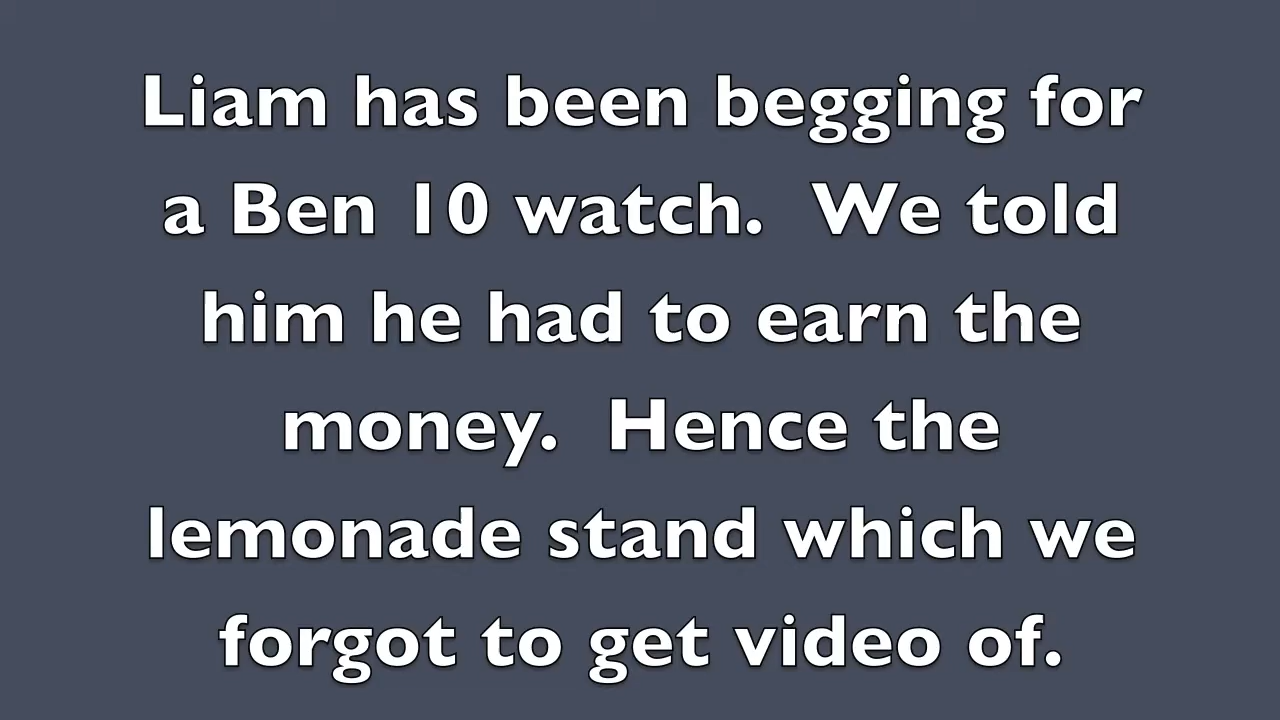 Liam has been begging for
a Ben 10 watch.  We told
him he had to earn the
money.  Hence the
lemonade stand which we
forgot to get video of.